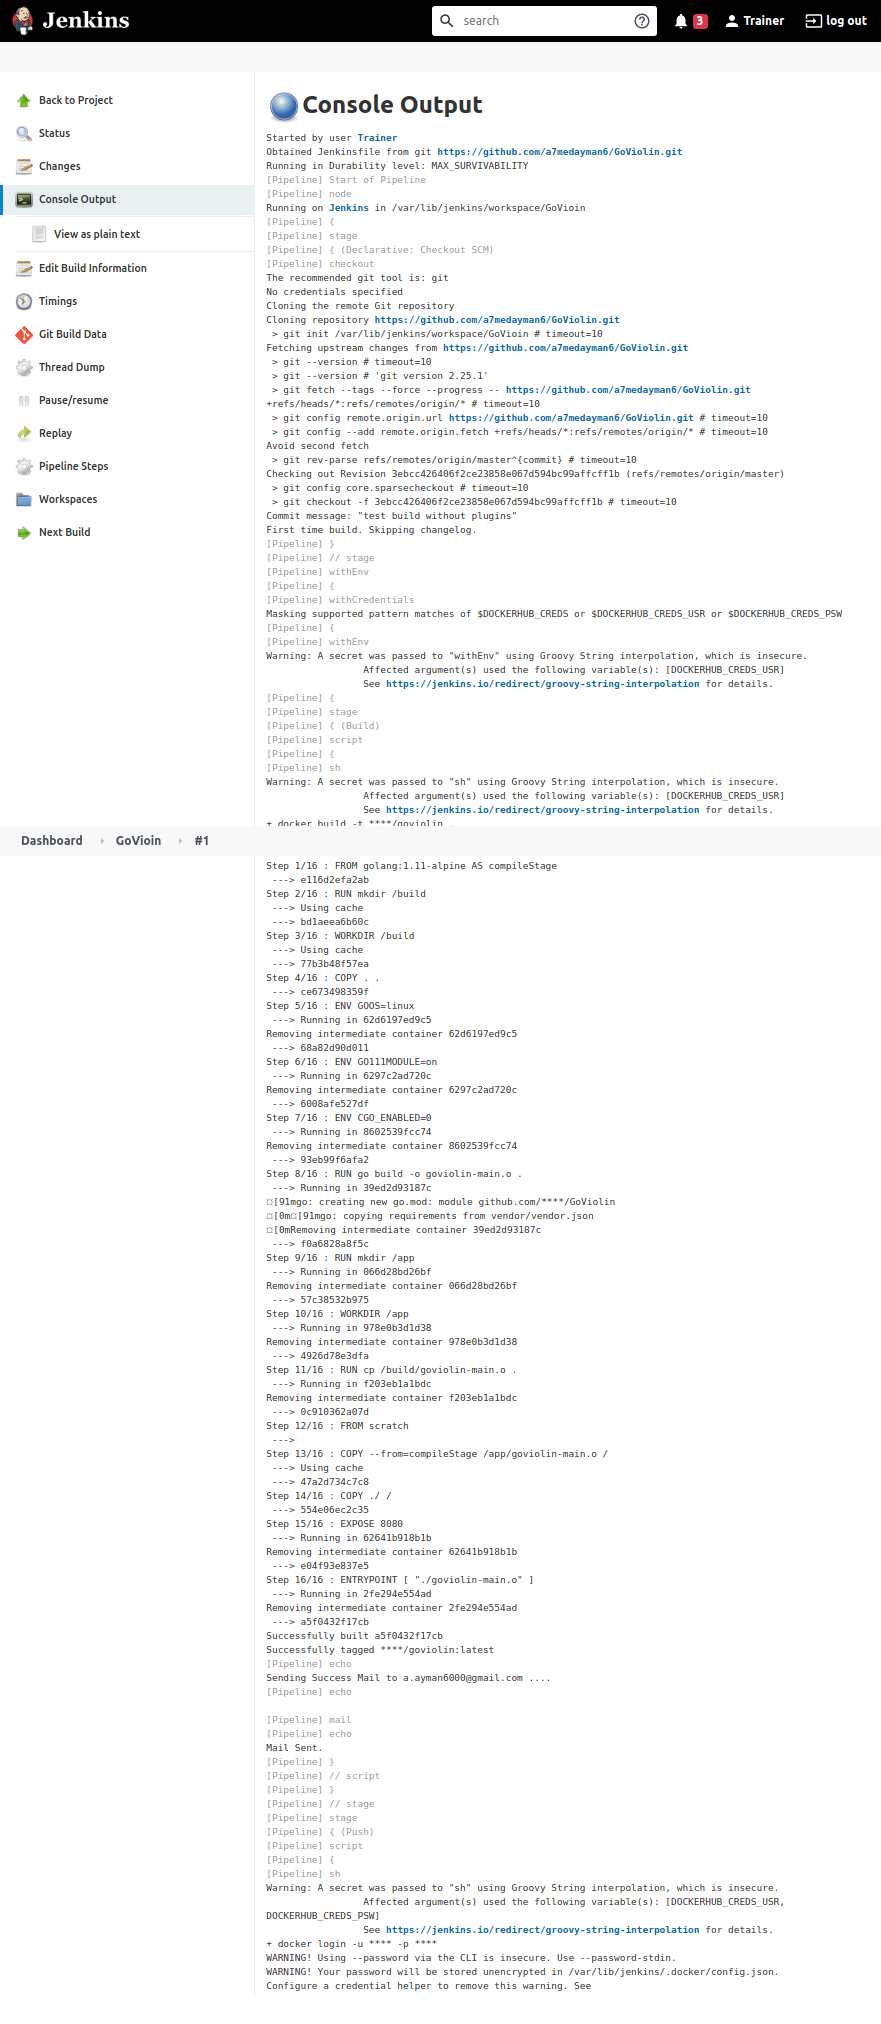 Jenkins
search
3
Trainer
log out
Back to Project
Status
Changes
Console Output
View as plain text
Edit Build Information
Timings
Git Build Data
Thread Dump
Pause/resume
Replay
Pipeline Steps
Workspaces
Next Build
Console Output
Started by user Trainer
Obtained Jenkinsfile from git https://github.com/a7medayman6/GoViolin.git
Running in Durability level: MAX_SURVIVABILITY
[Pipeline] Start of Pipeline
[Pipeline] node
Running on Jenkins in /var/lib/jenkins/workspace/GoVioin
[Pipeline] {
[Pipeline] stage
[Pipeline] { (Declarative: Checkout SCM)
[Pipeline] checkout
The recommended git tool is: git
No credentials specified
Cloning the remote Git repository
Cloning repository https://github.com/a7medayman6/GoViolin.git
 > git init /var/lib/jenkins/workspace/GoVioin # timeout=10
Fetching upstream changes from https://github.com/a7medayman6/GoViolin.git
 > git --version # timeout=10
 > git --version # 'git version 2.25.1'
 > git fetch --tags --force --progress -- https://github.com/a7medayman6/GoViolin.git
+refs/heads/*:refs/remotes/origin/* # timeout=10
 > git config remote.origin.url https://github.com/a7medayman6/GoViolin.git # timeout=10
 > git config --add remote.origin.fetch +refs/heads/*:refs/remotes/origin/* # timeout=10
Avoid second fetch
 > git rev-parse refs/remotes/origin/master^{commit} # timeout=10
Checking out Revision 3ebcc426406f2ce23858e067d594bc99affcff1b (refs/remotes/origin/master)
 > git config core.sparsecheckout # timeout=10
 > git checkout -f 3ebcc426406f2ce23858e067d594bc99affcff1b # timeout=10
Commit message: "test build without plugins"
First time build. Skipping changelog.
[Pipeline] }
[Pipeline] // stage
[Pipeline] withEnv
[Pipeline] {
[Pipeline] withCredentials
Masking supported pattern matches of $DOCKERHUB_CREDS or $DOCKERHUB_CREDS_USR or $DOCKERHUB_CREDS_PSW
[Pipeline] {
[Pipeline] withEnv
Warning: A secret was passed to "withEnv" using Groovy String interpolation, which is insecure.
Affected argument(s) used the following variable(s): [DOCKERHUB_CREDS_USR]
See https://jenkins.io/redirect/groovy-string-interpolation for details.
[Pipeline] {
[Pipeline] stage
[Pipeline] { (Build)
[Pipeline] script
[Pipeline] {
[Pipeline] sh
Warning: A secret was passed to "sh" using Groovy String interpolation, which is insecure.
Affected argument(s) used the following variable(s): [DOCKERHUB_CREDS_USR]
See https://jenkins.io/redirect/groovy-string-interpolation for details.
+ docker build -t ****/goviolin .
Dashboard
GoVioin
#1
Step 1/16 : FROM golang:1.11-alpine AS compileStage
 ---> e116d2efa2ab
Step 2/16 : RUN mkdir /build
 ---> Using cache
 ---> bd1aeea6b60c
Step 3/16 : WORKDIR /build
 ---> Using cache
 ---> 77b3b48f57ea
Step 4/16 : COPY . .
 ---> ce673498359f
Step 5/16 : ENV GOOS=linux
 ---> Running in 62d6197ed9c5
Removing intermediate container 62d6197ed9c5
 ---> 68a82d90d011
Step 6/16 : ENV GO111MODULE=on
 ---> Running in 6297c2ad720c
Removing intermediate container 6297c2ad720c
 ---> 6008afe527df
Step 7/16 : ENV CGO_ENABLED=0
 ---> Running in 8602539fcc74
Removing intermediate container 8602539fcc74
 ---> 93eb99f6afa2
Step 8/16 : RUN go build -o goviolin-main.o .
 ---> Running in 39ed2d93187c
¤[91mgo: creating new go.mod: module github.com/****/GoViolin
¤[0m¤[91mgo: copying requirements from vendor/vendor.json
¤[0mRemoving intermediate container 39ed2d93187c
 ---> f0a6828a8f5c
Step 9/16 : RUN mkdir /app
 ---> Running in 066d28bd26bf
Removing intermediate container 066d28bd26bf
 ---> 57c38532b975
Step 10/16 : WORKDIR /app
 ---> Running in 978e0b3d1d38
Removing intermediate container 978e0b3d1d38
 ---> 4926d78e3dfa
Step 11/16 : RUN cp /build/goviolin-main.o .
 ---> Running in f203eb1a1bdc
Removing intermediate container f203eb1a1bdc
 ---> 0c910362a07d
Step 12/16 : FROM scratch
 --->
Step 13/16 : COPY --from=compileStage /app/goviolin-main.o /
 ---> Using cache
 ---> 47a2d734c7c8
Step 14/16 : COPY ./ /
 ---> 554e06ec2c35
Step 15/16 : EXPOSE 8080
 ---> Running in 62641b918b1b
Removing intermediate container 62641b918b1b
 ---> e04f93e837e5
Step 16/16 : ENTRYPOINT [ "./goviolin-main.o" ]
 ---> Running in 2fe294e554ad
Removing intermediate container 2fe294e554ad
 ---> a5f0432f17cb
Successfully built a5f0432f17cb
Successfully tagged ****/goviolin:latest
[Pipeline] echo
Sending Success Mail to a.ayman6000@gmail.com ....
[Pipeline] echo
[Pipeline] mail
[Pipeline] echo
Mail Sent.
[Pipeline] }
[Pipeline] // script
[Pipeline] }
[Pipeline] // stage
[Pipeline] stage
[Pipeline] { (Push)
[Pipeline] script
[Pipeline] {
[Pipeline] sh
Warning: A secret was passed to "sh" using Groovy String interpolation, which is insecure.
Affected argument(s) used the following variable(s): [DOCKERHUB_CREDS_USR,
DOCKERHUB_CREDS_PSW]
See https://jenkins.io/redirect/groovy-string-interpolation for details.
+ docker login -u **** -p ****
WARNING! Using --password via the CLI is insecure. Use --password-stdin.
WARNING! Your password will be stored unencrypted in /var/lib/jenkins/.docker/config.json.
Configure a credential helper to remove this warning. See